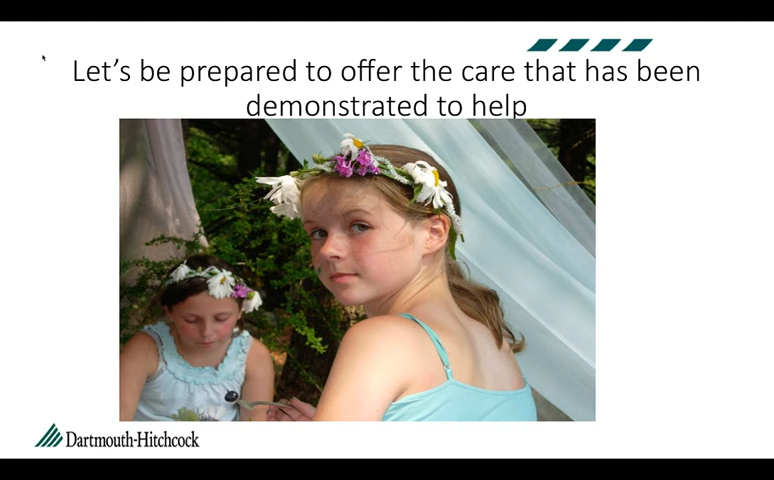 Let’s be prepared to offer the care that has been
demonstrated to help
Dartmouth-Hitchcock